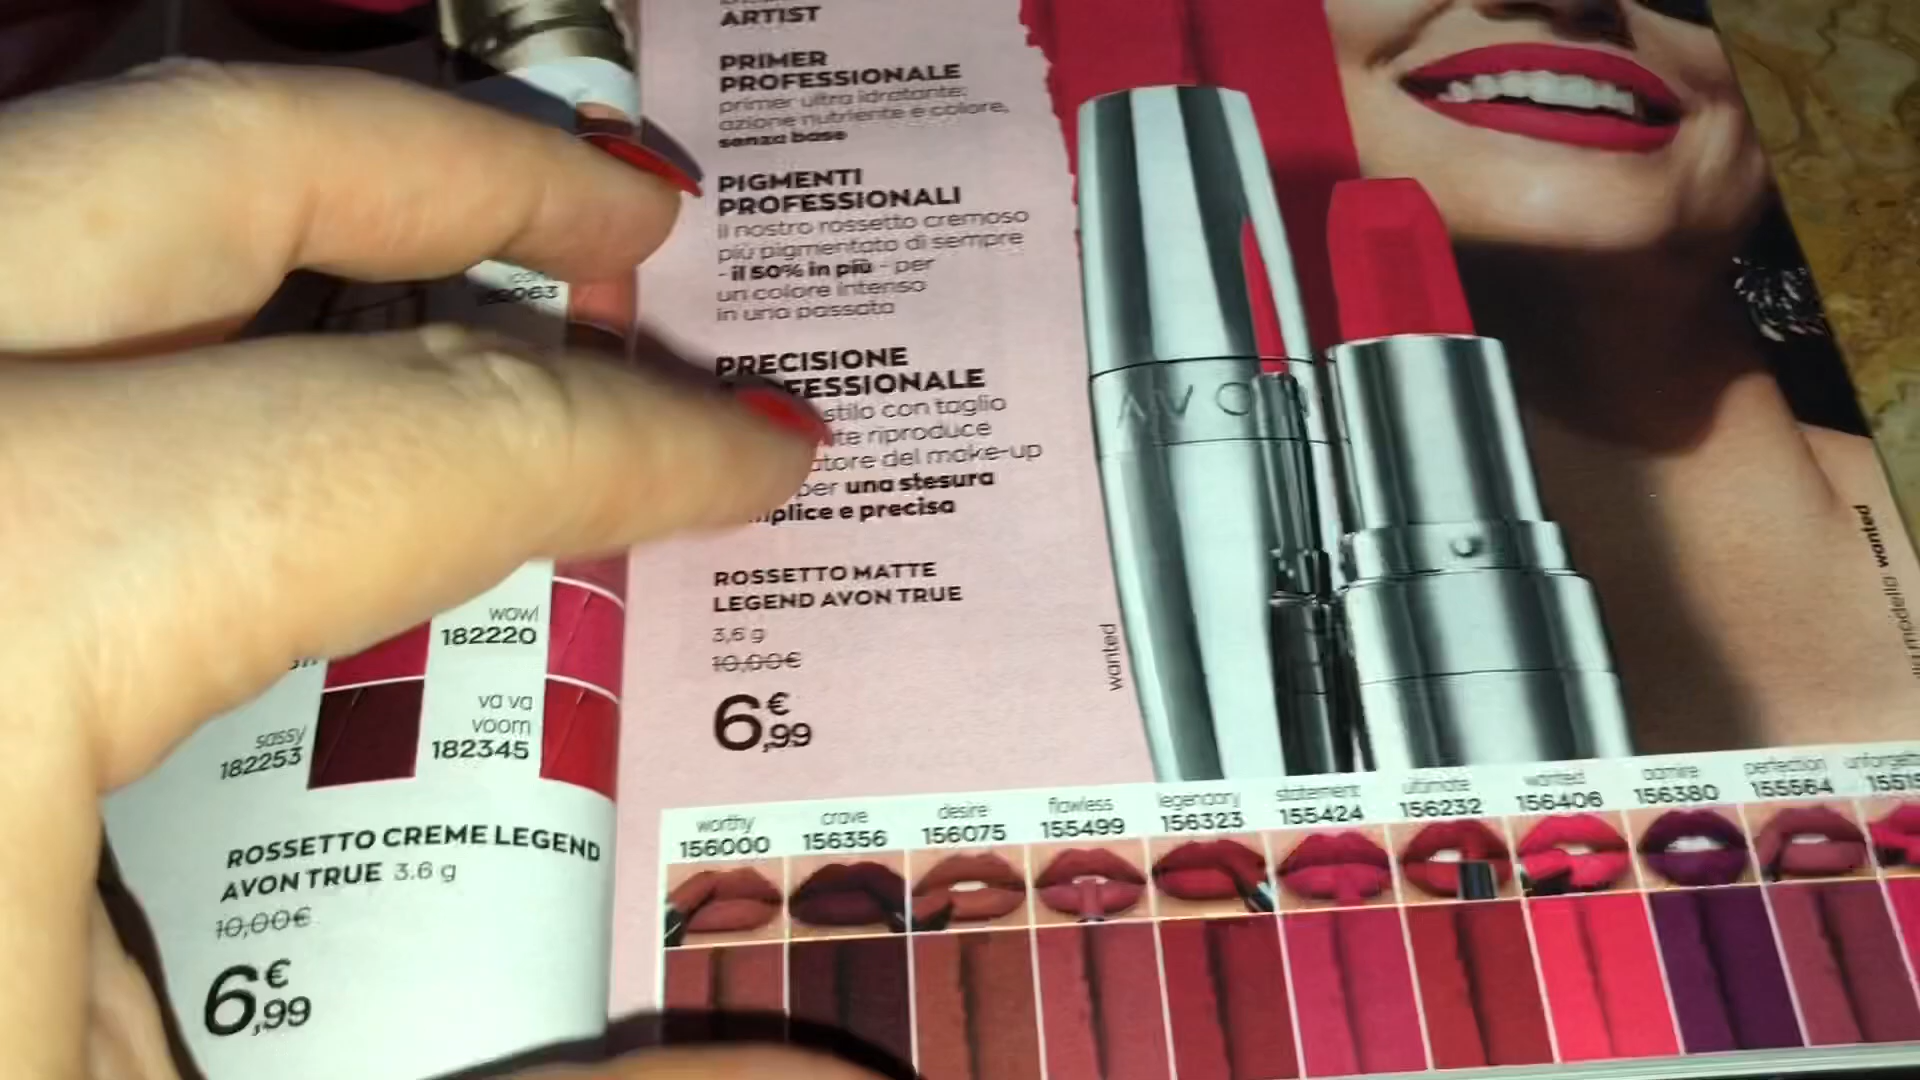 ARTIST
PRIMER
PROFESSIONALE
primer ultra idratante:
azione nutriente e colore,
senza base
PIGMENTI
PROFESSIONALI
il nostro rossetto cremoso
più pigmentato di sempre
- il 50% in più - per
un colore intenso
in una passata
PRECISIONE
FESSIONALE
stilo con taglio
riproduce
del make-up
per una stesura
e precisa
ROSSETTO MATTE
LEGEND AVON TRUE
3,6 g
10,00€
6,99 €
AVON
wanted
wanted
wow!
182220
va va
voom
182345
sassy
182253
ROSSETTO CREME LEGEND
AVON TRUE 3.6 g
10,00€
6,99 €
worthy
156000
crave
156356
desire
156075
flawless
155499
legendary
156323
statement
155424
ultimate
156232
wanted
156406
admire
156380
perfection
155564